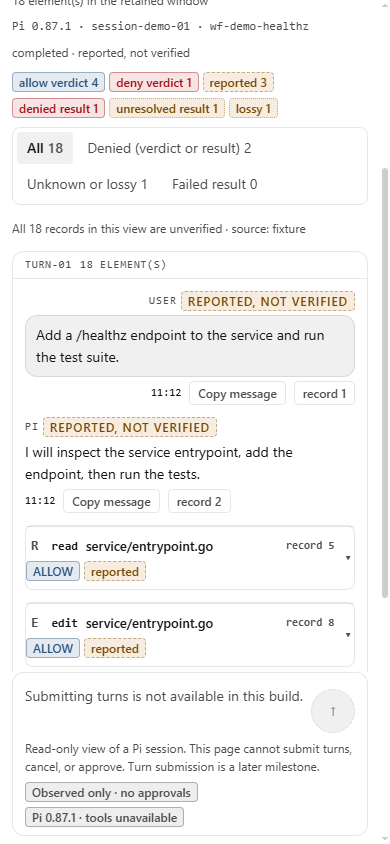 18 element(s) in the retained window
Pi 0.87.1 · session-demo-01 · wf-demo-healthz
completed · reported, not verified
allow verdict 4 deny verdict 1 reported 3
denied result 1 unresolved result 1 lossy 1
All 18 Denied (verdict or result) 2
Unknown or lossy 1 Failed result 0
All 18 records in this view are unverified · source: fixture
TURN-01 18 ELEMENT(S)
USER REPORTED, NOT VERIFIED
Add a /healthz endpoint to the service and run
the test suite.
11:12 Copy message record 1
PI REPORTED, NOT VERIFIED
I will inspect the service entrypoint, add the
endpoint, then run the tests.
11:12 Copy message record 2
R read service/entrypoint.go record 5 ▾
ALLOW reported
E edit service/entrypoint.go record 8 ▾
ALLOW reported
Submitting turns is not available in this build. ↑
Read-only view of a Pi session. This page cannot submit turns,
cancel, or approve. Turn submission is a later milestone.
Observed only · no approvals
Pi 0.87.1 · tools unavailable